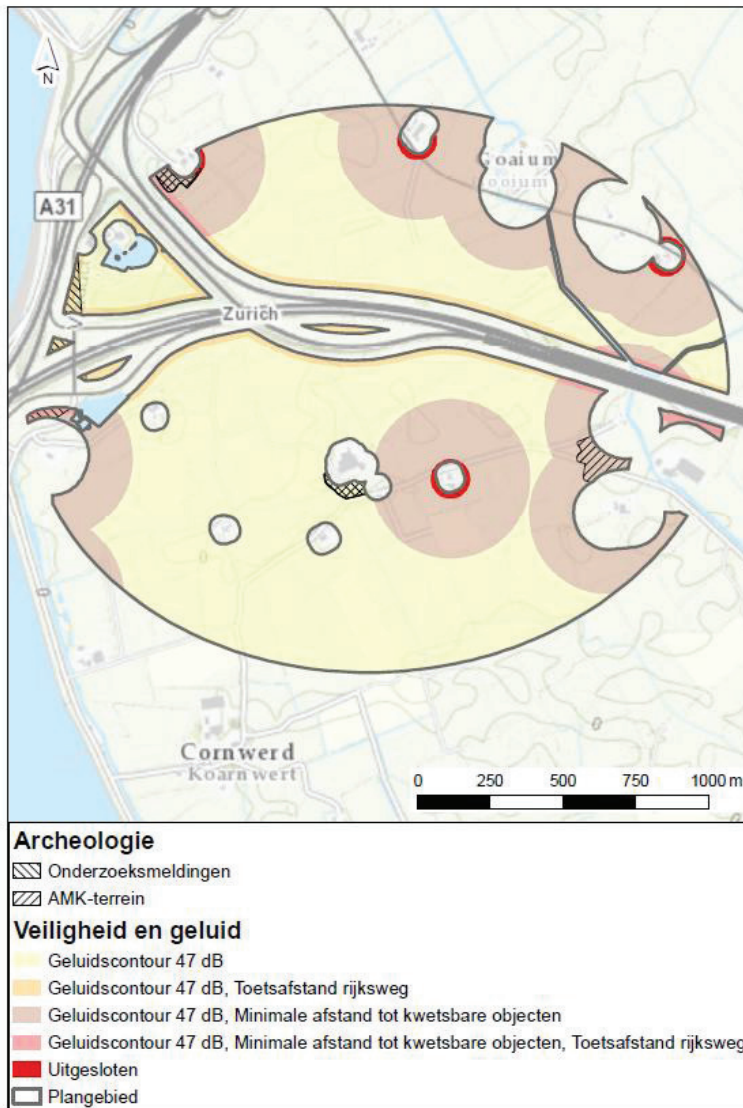 N
A31
Goaium
Gooium
Zurich
Cornwerd
Koarnwert
0 250 500 750 1000 m
Archeologie
Onderzoeksmeldingen
AMK-terrein
Veiligheid en geluid
Geluidscontour 47 dB
Geluidscontour 47 dB, Toetsafstand rijksweg
Geluidscontour 47 dB, Minimale afstand tot kwetsbare objecten
Geluidscontour 47 dB, Minimale afstand tot kwetsbare objecten, Toetsafstand rijksweg
Uitgesloten
Plangebied